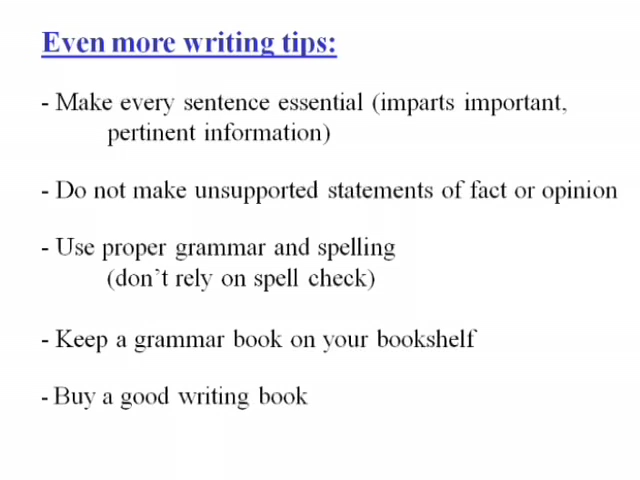 Even more writing tips:
- Make every sentence essential (imparts important,
pertinent information)
- Do not make unsupported statements of fact or opinion
- Use proper grammar and spelling
(don't rely on spell check)
- Keep a grammar book on your bookshelf
- Buy a good writing book